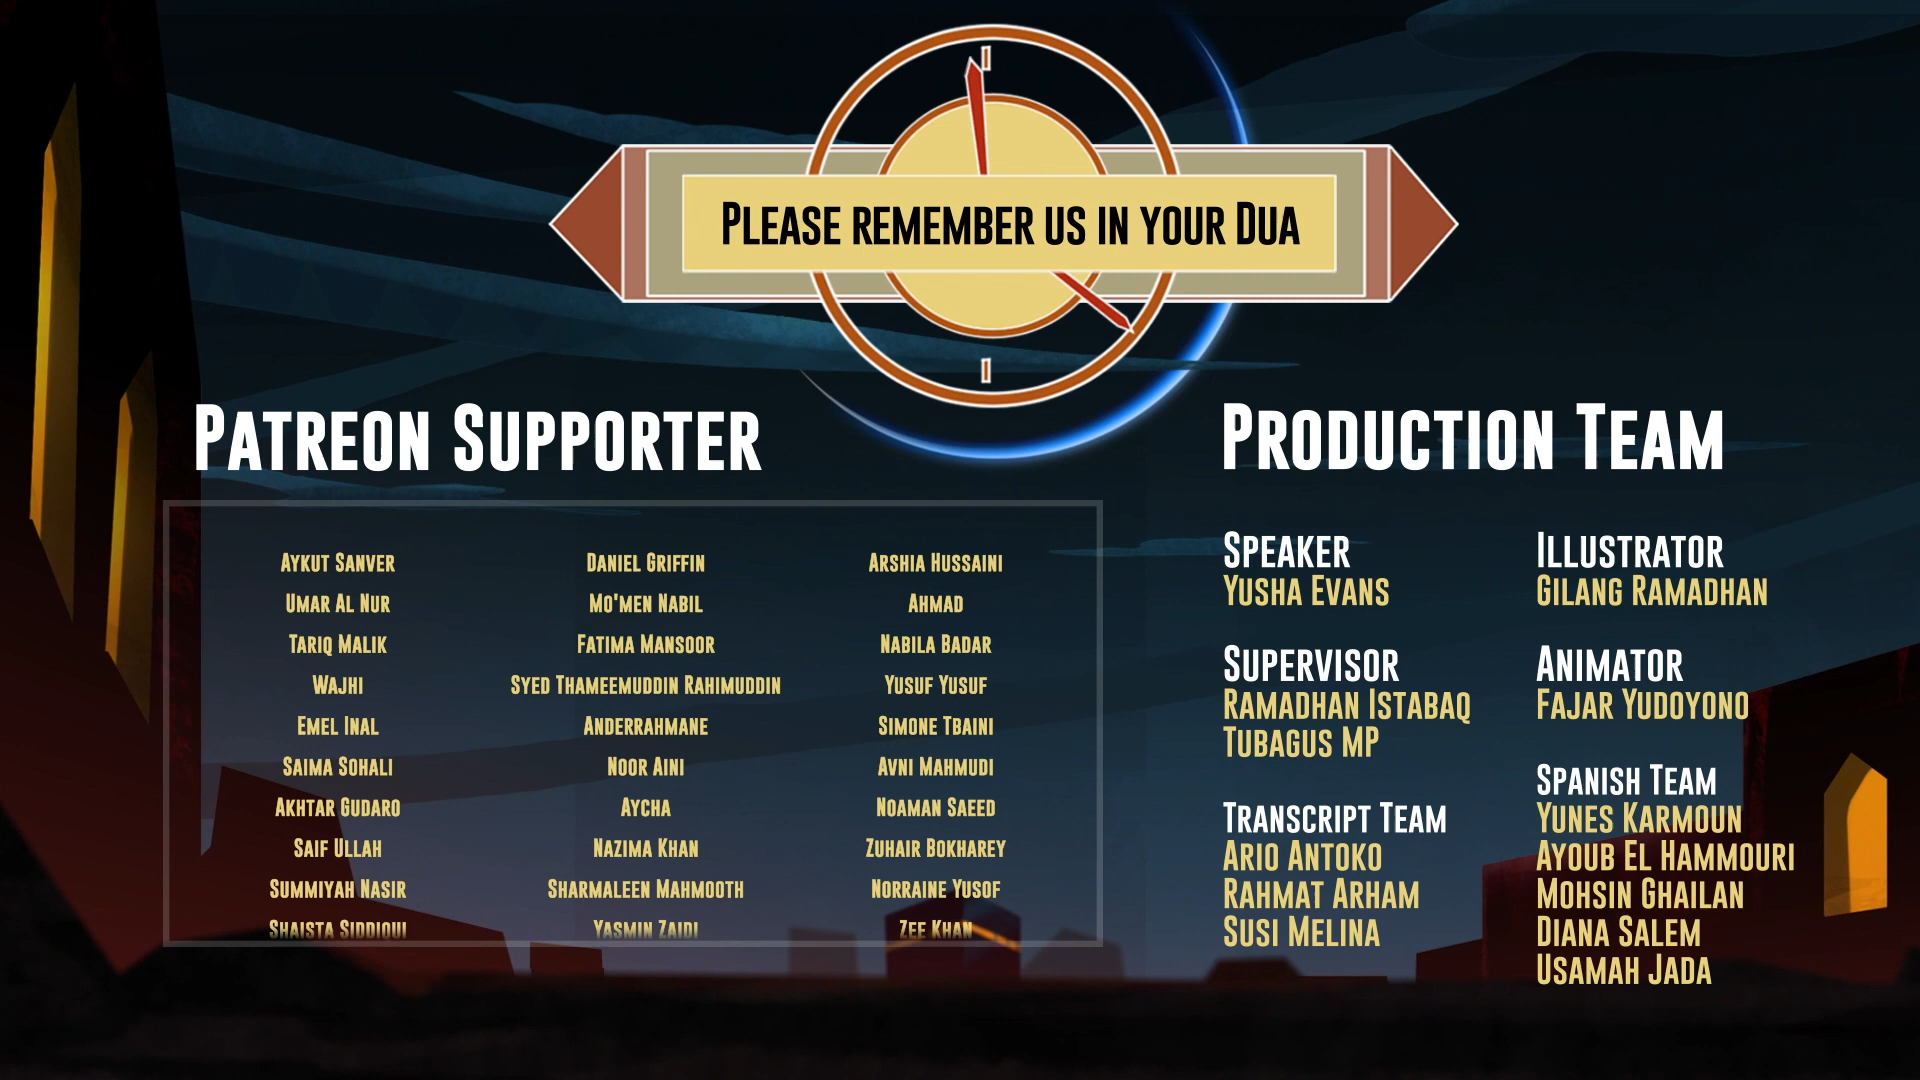 Please remember us in your Dua
Patreon Supporter
Aykut Sanver
Umar Al Nur
Tariq Malik
Wajhi
Emel Inal
Saima Sohali
Akhtar Gudaro
Saif Ullah
Summiyah Nasir
Shaista Siddiqui
Daniel Griffin
Mo'men Nabil
Fatima Mansoor
Syed Thameemuddin Rahimuddin
Anderrahmane
Noor Aini
Aycha
Nazima Khan
Sharmaleen Mahmooth
Yasmin Zaidi
Arshia Hussaini
Ahmad
Nabila Badar
Yusuf Yusuf
Simone Tbaini
Avni Mahmudi
Noaman Saeed
Zuhair Bokharey
Norraine Yusof
Zee Khan
Production Team
Speaker
Yusha Evans
Supervisor
Ramadhan Istabaq
Tubagus MP
Transcript Team
Ario Antoko
Rahmat Arham
Susi Melina
Illustrator
Gilang Ramadhan
Animator
Fajar Yudoyono
Spanish Team
Yunes Karmoun
Ayoub El Hammouri
Mohsin Ghailan
Diana Salem
Usamah Jada